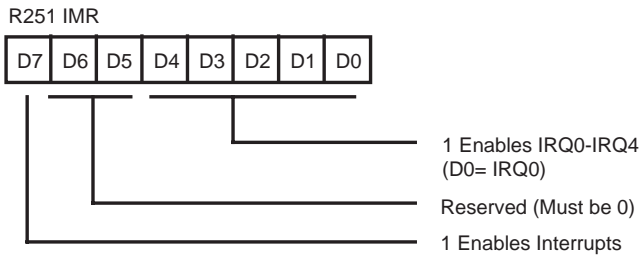 R251 IMR
D7 D6 D5 D4 D3 D2 D1 D0
1 Enables IRQ0-IRQ4
(D0= IRQ0)
Reserved (Must be 0)
1 Enables Interrupts